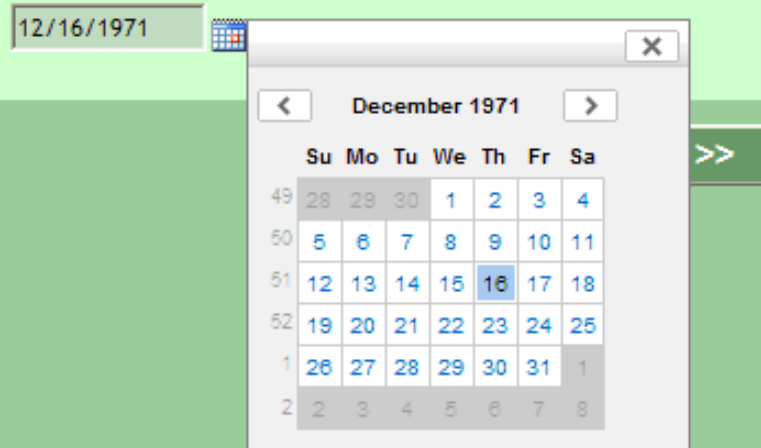 12/16/1971
December 1971
>>
Su Mo Tu We Th Fr Sa
49 28 29 30 1 2 3 4
50 5 6 7 8 9 10 11
51 12 13 14 15 16 17 18
52 19 20 21 22 23 24 25
1 26 27 28 29 30 31 1
2 2 3 4 5 6 7 8